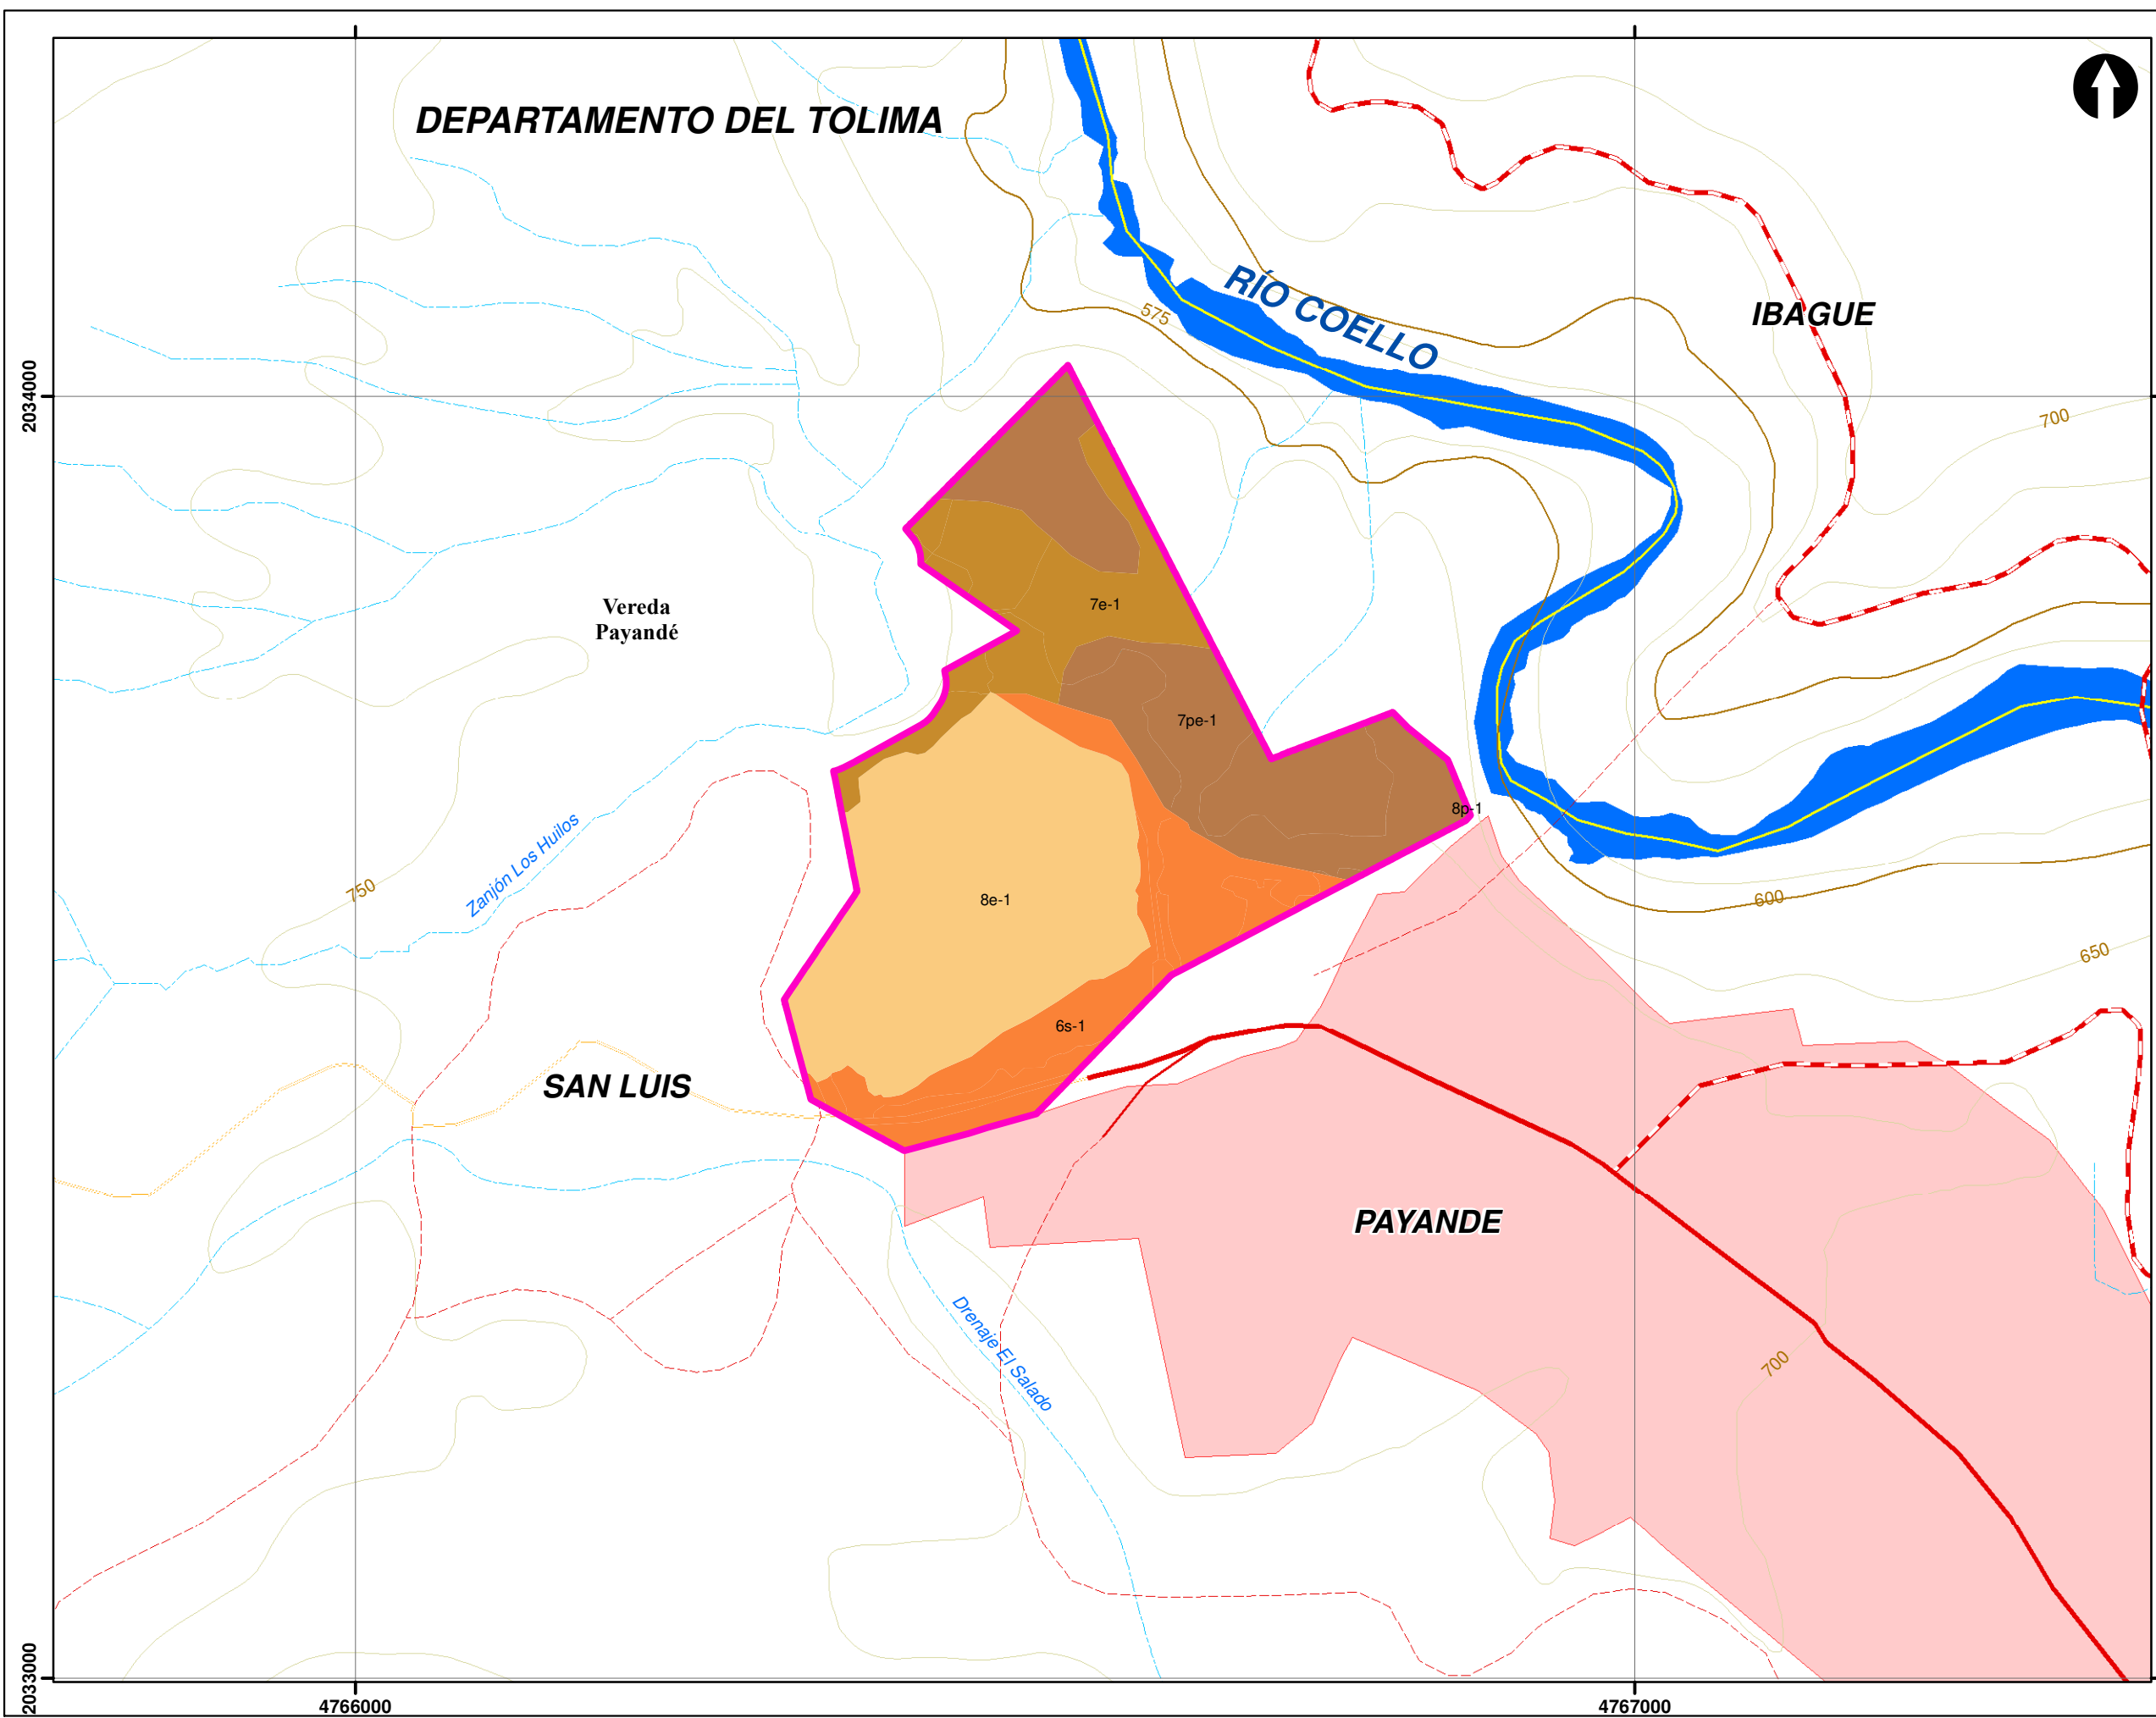 DEPARTAMENTO DEL TOLIMA
RÍO COELLO
IBAGUE
575
2034000
700
Vereda
Payandé
7e-1
7pe-1
8p-1
Zanjón Los Huilos
750
8e-1
600
650
6s-1
SAN LUIS
PAYANDE
Drenaje El Salado
700
2033000
4766000
4767000